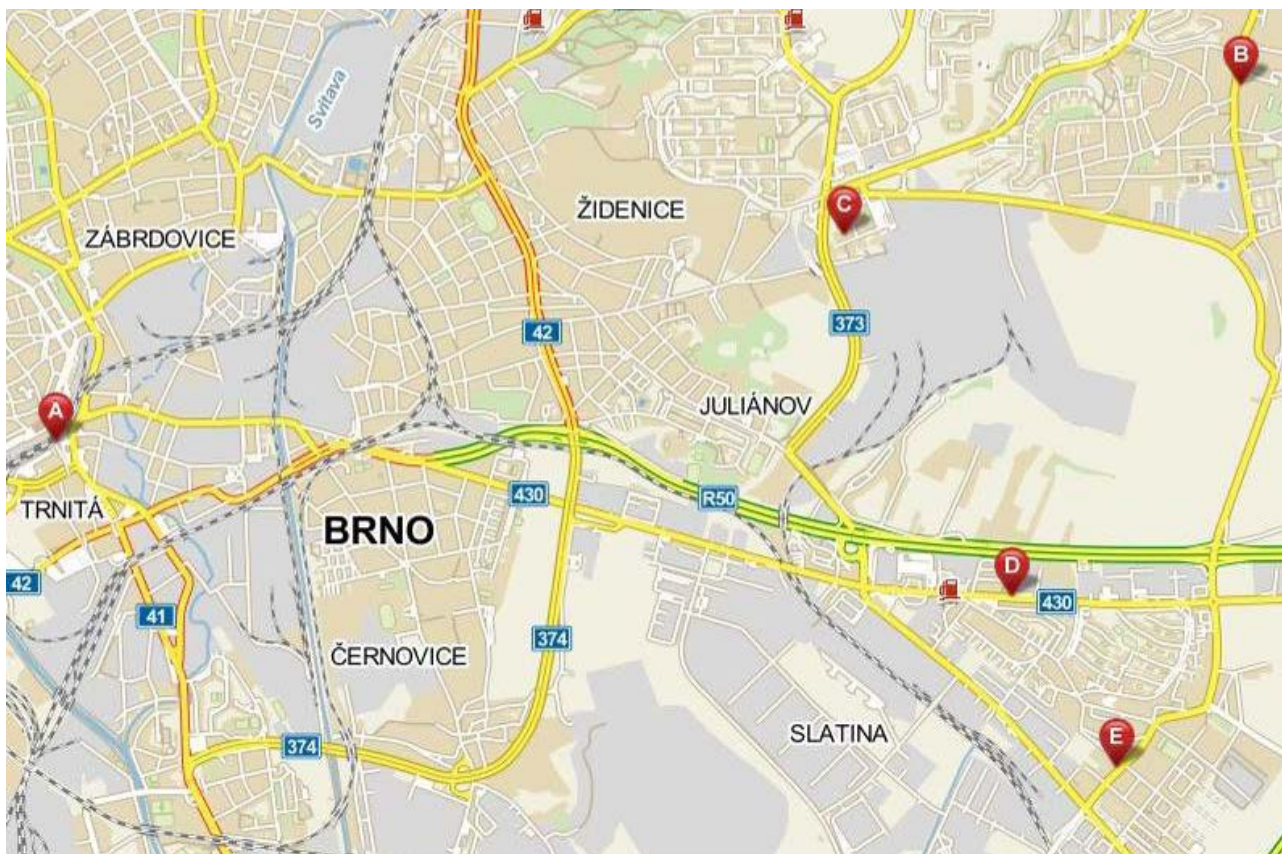 Svitava
B
ŽIDENICE
C
ZÁBRDOVICE
42
373
A
JULIÁNOV
TRNITÁ
430
R50
BRNO
42
D
430
41
374
ČERNOVICE
SLATINA
E
374